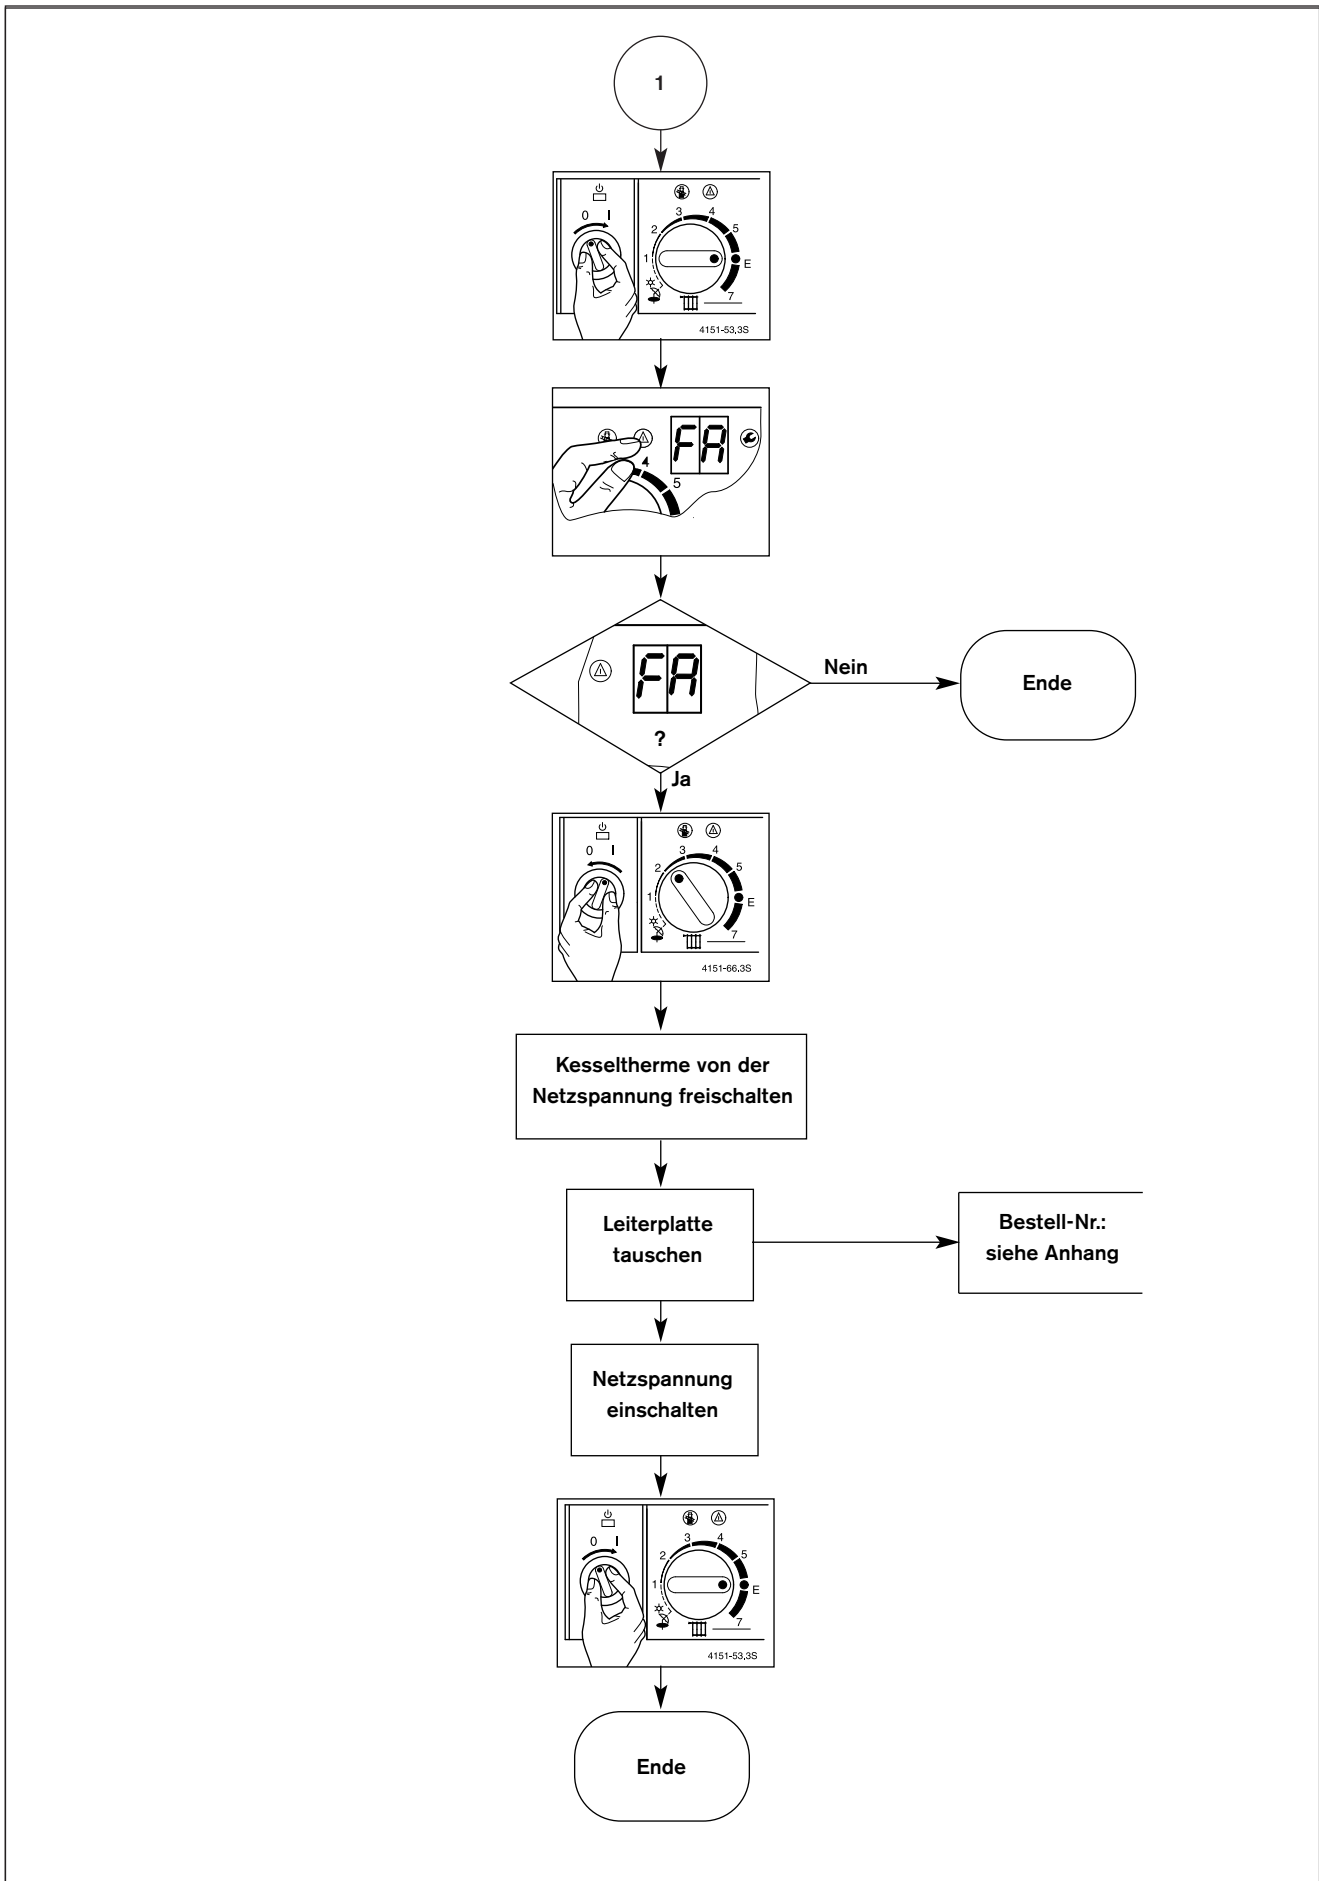 1
0 I
3 4
2 5
1 E
7
4151-53,3S
FA
4
5
FA
?
Nein
Ende
Ja
0 I
3 4
2 5
1 E
7
4151-66.3S
Kesseltherme von der
Netzspannung freischalten
Leiterplatte
tauschen
Bestell-Nr.:
siehe Anhang
Netzspannung
einschalten
0 I
3 4
2 5
1 E
7
4151-53,3S
Ende